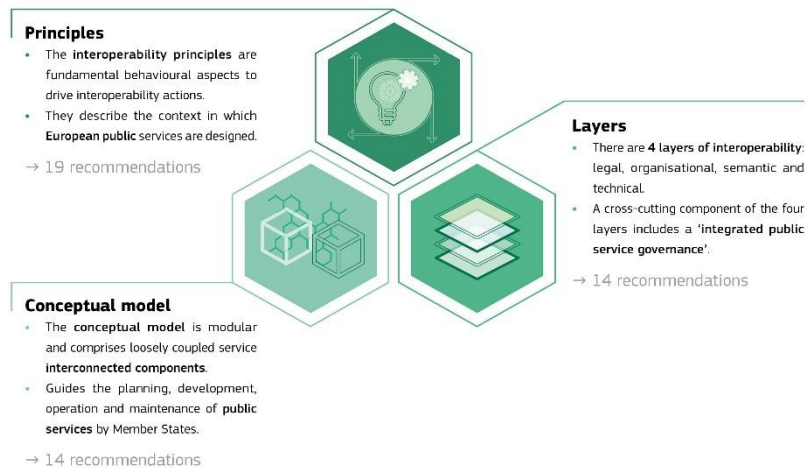 Principles
• The interoperability principles are
fundamental behavioural aspects to
drive interoperability actions.
• They describe the context in which
European public services are designed.
→ 19 recommendations
Layers
• There are 4 layers of interoperability:
legal, organisational, semantic and
technical.
• A cross-cutting component of the four
layers includes a ‘integrated public
service governance’.
→ 14 recommendations
Conceptual model
• The conceptual model is modular
and comprises loosely coupled service
interconnected components.
• Guides the planning, development,
operation and maintenance of public
services by Member States.
→ 14 recommendations